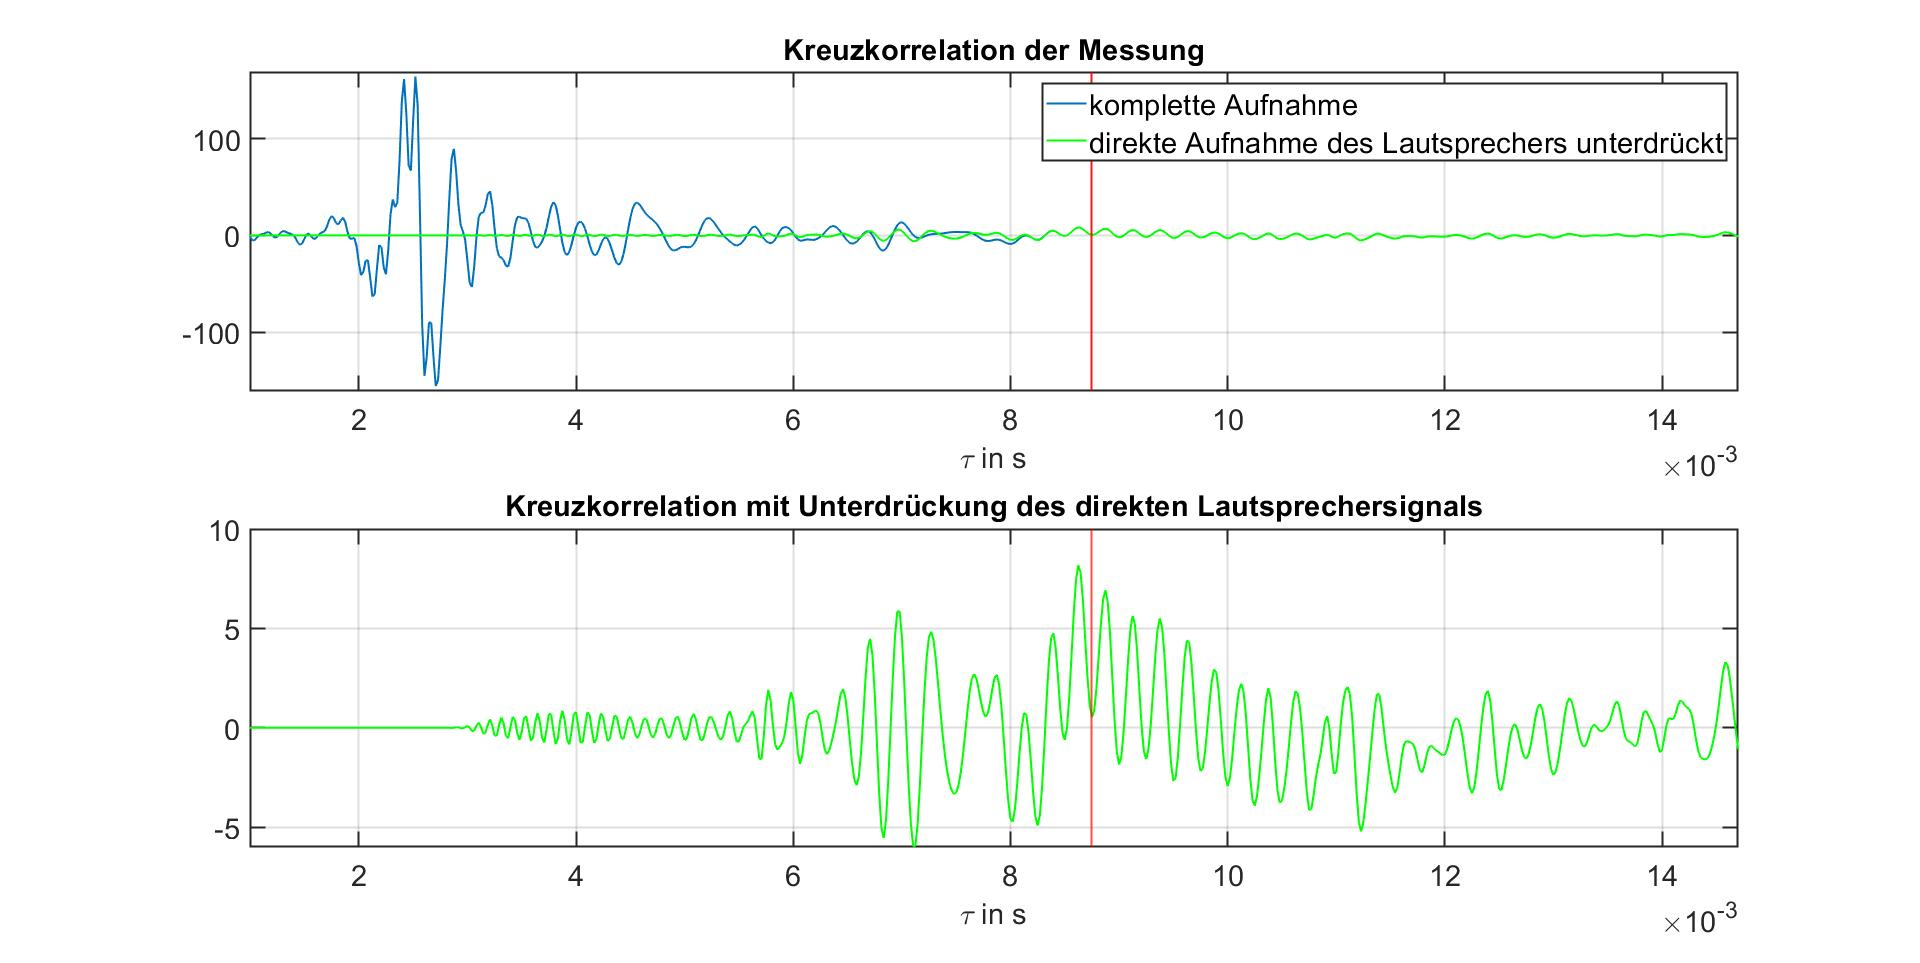 Kreuzkorrelation der Messung
komplette Aufnahme
direkte Aufnahme des Lautsprechers unterdrückt
100
0
-100
2 4 6 8 10 12 14
τ in s
×10-3
Kreuzkorrelation mit Unterdrückung des direkten Lautsprechersignals
10
5
0
-5
2 4 6 8 10 12 14
τ in s
×10-3